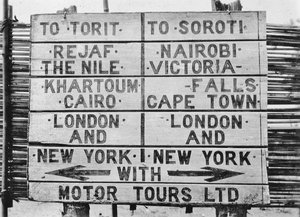 TO TORIT· TO SOROTI·
·REJAF· ·NAIROBI·
THE NILE· VICTORIA-
·KHARTOUM -FALLS
CAIRO· CAPE TOWN·
·LONDON· ·LONDON·
AND· ·AND·
·NEW YORK· I·NEW YORK·
WITH
MOTOR TOURS LTD